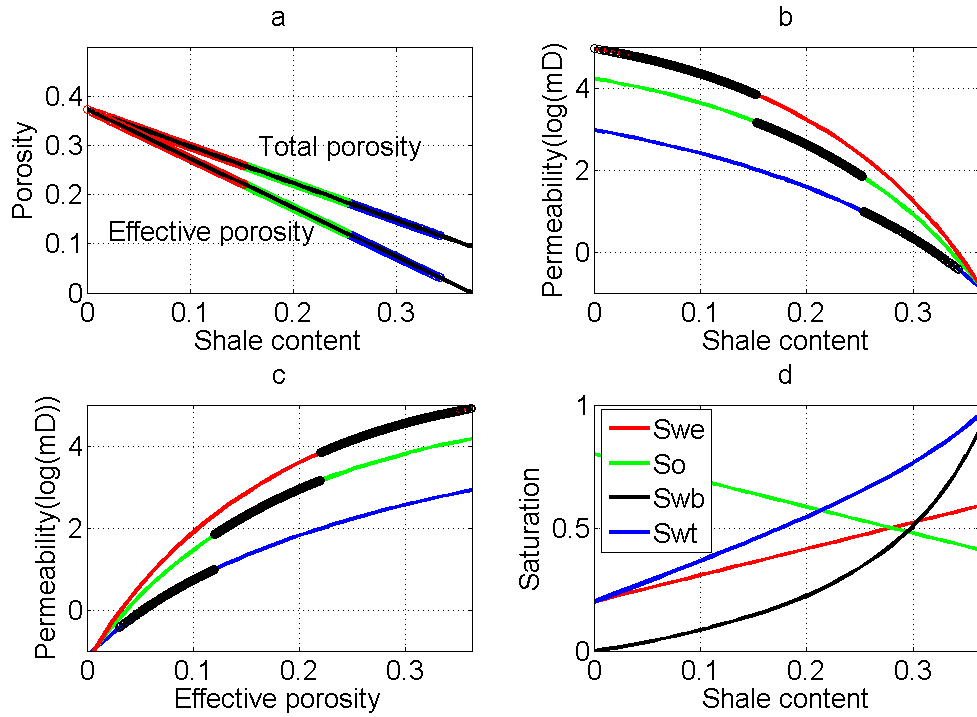 a
Porosity
0.4
0.3
0.2
0.1
0
Total porosity
Effective porosity
0 0.1 0.2 0.3
Shale content
b
Permeability(log(mD)
4
2
0
0 0.1 0.2 0.3
Shale content
c
Permeability(log(mD))
4
2
0
0 0.1 0.2 0.3
Effective porosity
d
Saturation
1
0.5
0
Swe
So
Swb
Swt
0 0.1 0.2 0.3
Shale content